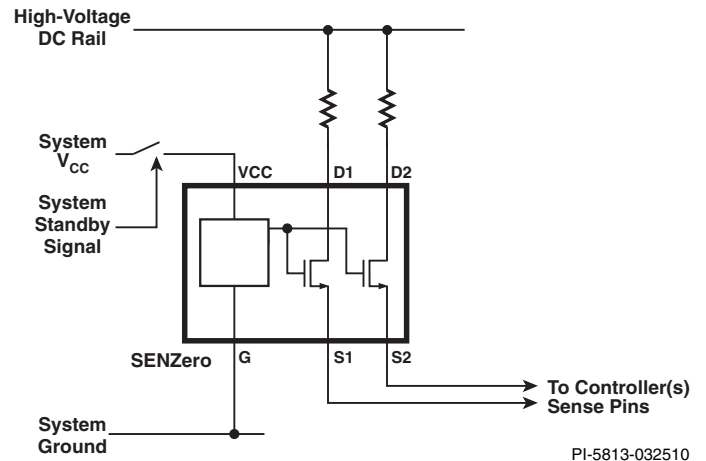 High-Voltage
DC Rail
System
VCC
System
Standby
Signal
VCC
D1
D2
SENZero
G
S1
S2
To Controller(s)
Sense Pins
System
Ground
PI-5813-032510